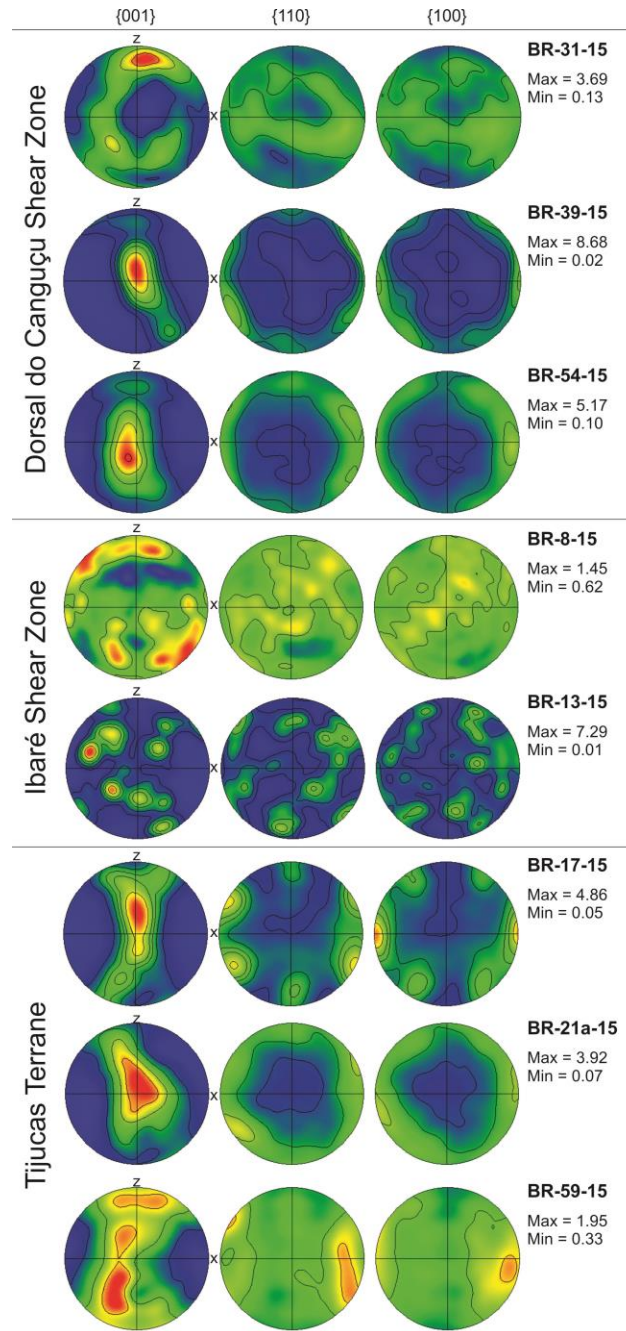 {001} {110} {100}
Dorsal do Canguçu Shear Zone
z
x
BR-31-15
Max = 3.69
Min = 0.13
z
x
BR-39-15
Max = 8.68
Min = 0.02
z
x
BR-54-15
Max = 5.17
Min = 0.10
Ibaré Shear Zone
z
x
BR-8-15
Max = 1.45
Min = 0.62
z
x
BR-13-15
Max = 7.29
Min = 0.01
Tijucas Terrane
z
x
BR-17-15
Max = 4.86
Min = 0.05
z
x
BR-21a-15
Max = 3.92
Min = 0.07
z
x
BR-59-15
Max = 1.95
Min = 0.33